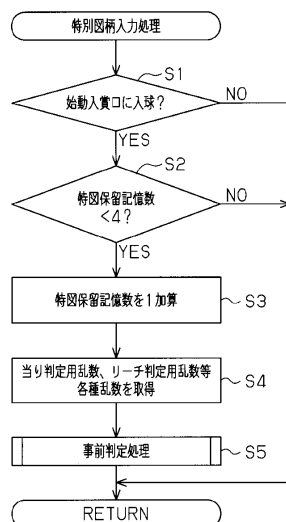 特別図柄入力処理
S1
始動入賞口に入球?
NO
YES
S2
特図保留記憶数
<4?
NO
YES
特図保留記憶数を1加算
S3
当り判定用乱数、リーチ判定用乱数等
各種乱数を取得
S4
事前判定処理
S5
RETURN